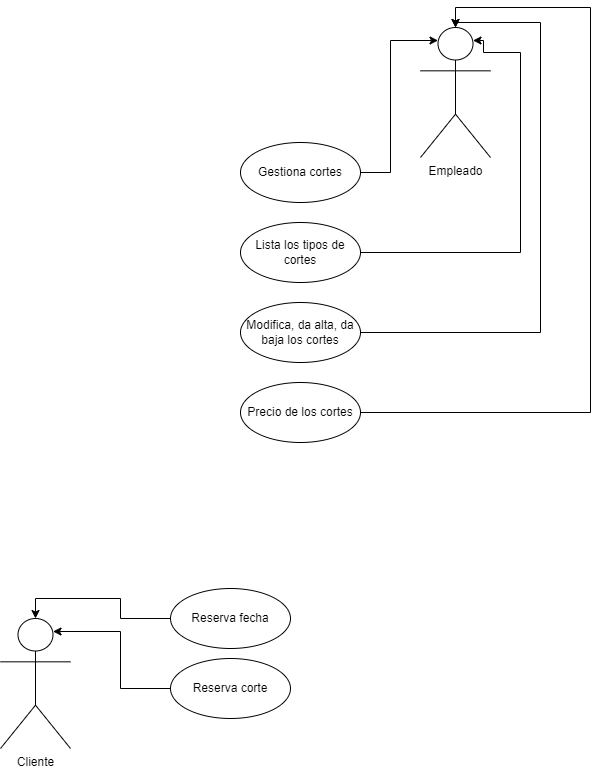 Empleado
Gestiona cortes
Lista los tipos de
cortes
Modifica, da alta, da
baja los cortes
Precio de los cortes
Reserva fecha
Reserva corte
Cliente